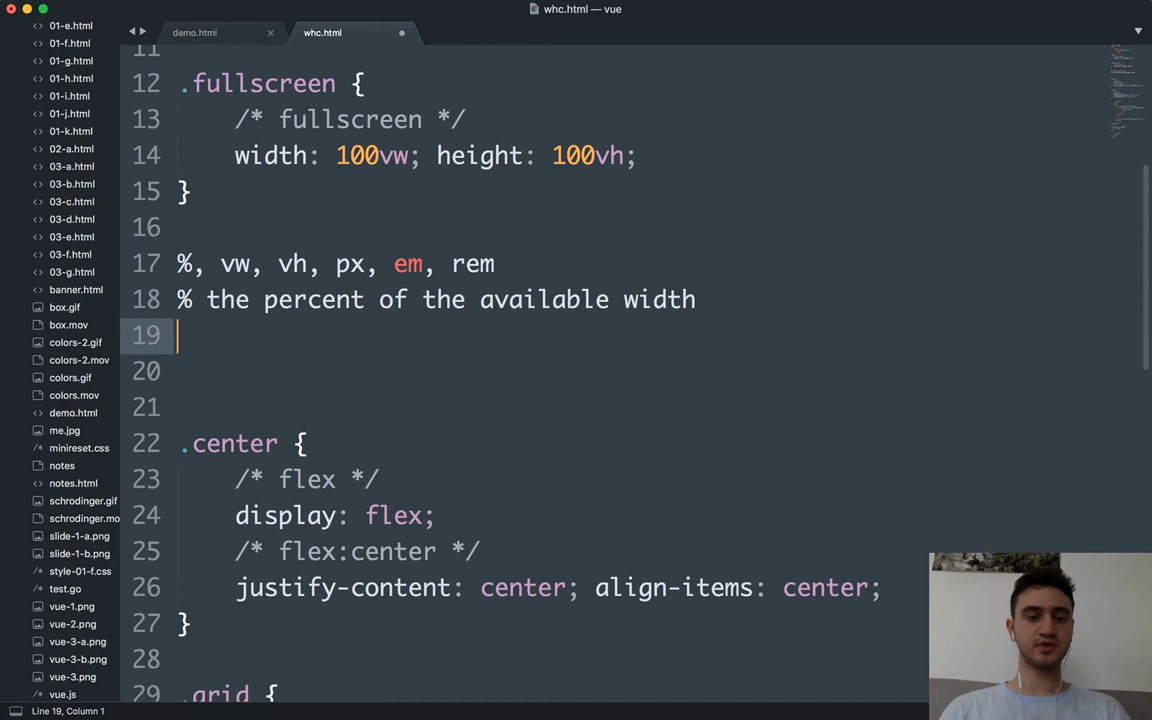 whc.html — vue
demo.html
whc.html
01-e.html
01-f.html
01-g.html
01-h.html
01-i.html
01-j.html
01-k.html
02-a.html
03-a.html
03-b.html
03-c.html
03-d.html
03-e.html
03-f.html
03-g.html
banner.html
box.gif
box.mov
colors-2.gif
colors-2.mov
colors.gif
colors.mov
demo.html
me.jpg
minireset.css
notes
notes.html
schrodinger.gif
schrodinger.mo
slide-1-a.png
slide-1-b.png
style-01-f.css
test.go
vue-1.png
vue-2.png
vue-3-a.png
vue-3-b.png
vue-3.png
vue.js
11
12 .fullscreen {
13 /* fullscreen */
14 width: 100vw; height: 100vh;
15 }
16
17 %, vw, vh, px, em, rem
18 % the percent of the available width
19
20
21
22 .center {
23 /* flex */
24 display: flex;
25 /* flex:center */
26 justify-content: center; align-items: center;
27 }
28
29 .grid {
Line 19, Column 1